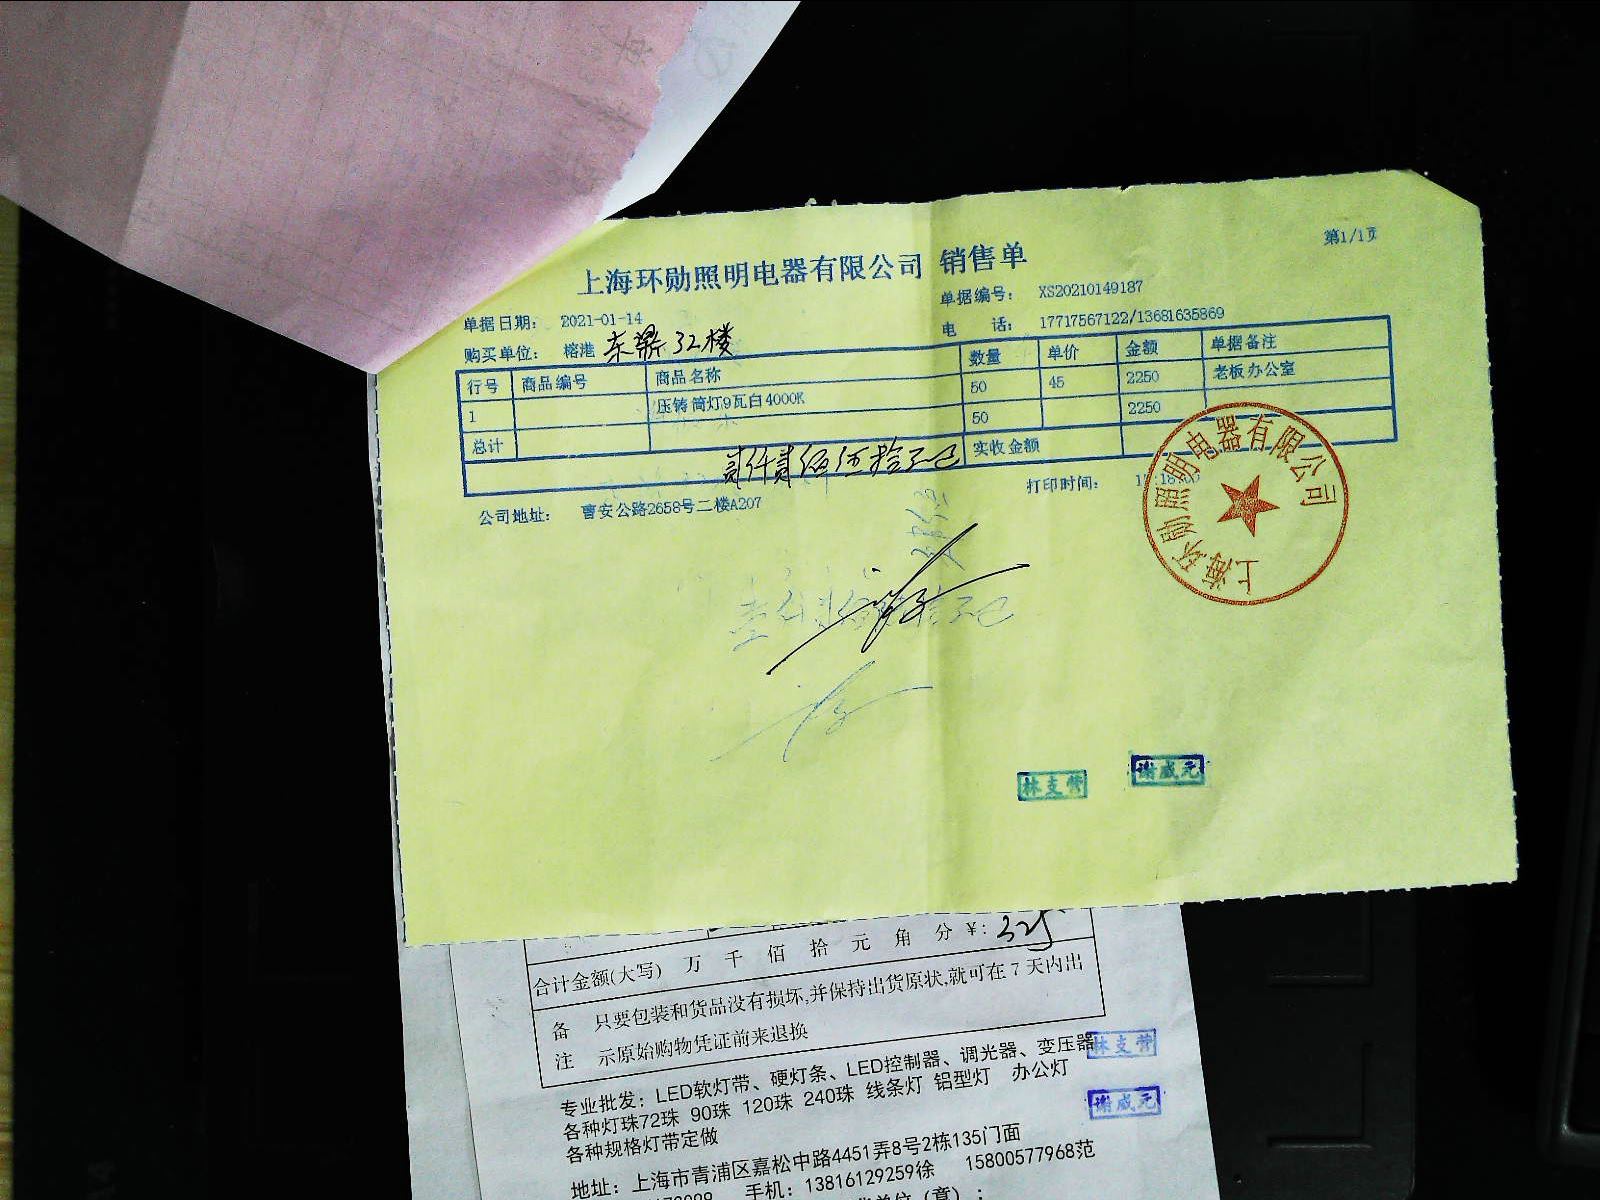 第1/1页
上海环勋照明电器有限公司 销售单
单据日期: 2021-01-14 单据编号: XS20210149187
购买单位: 榕港 东鼎32楼 电 话: 17717567122/13681635869
行号 商品编号 商品名称 数量 单价 金额 单据备注
1 压铸筒灯9瓦白4000K 50 45 2250 老板办公室
总计 50 2250
贰仟贰佰伍拾元正 实收金额
公司地址: 曹安公路2658号二楼A207 打印时间:
上海环勋照明电器有限公司
林支营 谢咸元
合计金额(大写) 万 千 佰 拾 元 角 分 ¥:325
备注 只要包装和货品没有损坏,并保持出货原状,就可在7天内出
示原始购物凭证前来退换
林支营
专业批发: LED软灯带、硬灯条、LED控制器、调光器、变压器
各种灯珠72珠 90珠 120珠 240珠 线条灯 铝型灯 办公灯
谢咸元
各种规格灯带定做
地址: 上海市青浦区嘉松中路4451弄8号2栋135门面
手机: 13816129259徐 15800577968范